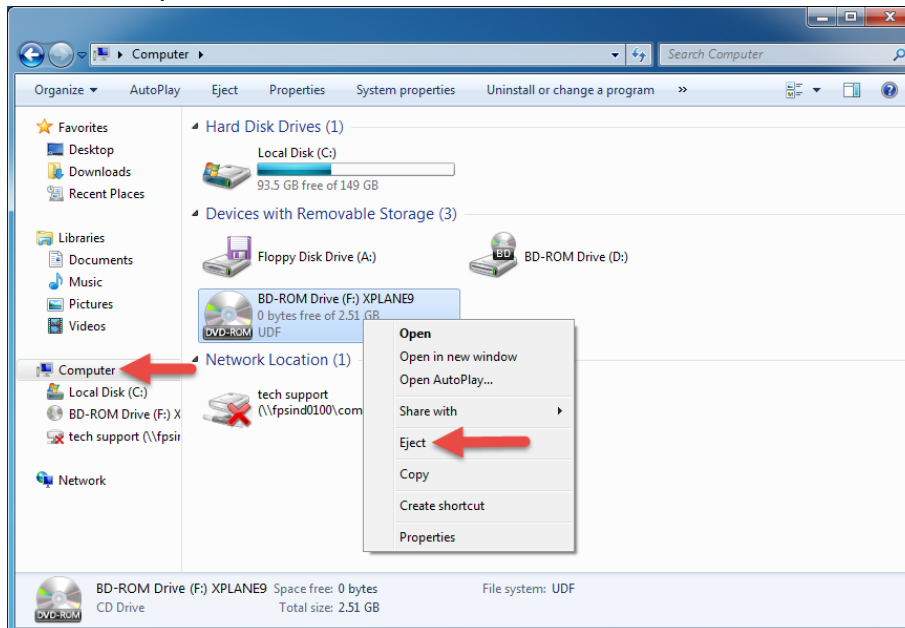 Computer
Search Computer
Organize AutoPlay Eject Properties System properties Uninstall or change a program »
Favorites
Desktop
Downloads
Recent Places
Libraries
Documents
Music
Pictures
Videos
Computer
Local Disk (C:)
BD-ROM Drive (F:) X
tech support (\\fpsir
Network
Hard Disk Drives (1)
Local Disk (C:)
93.5 GB free of 149 GB
Devices with Removable Storage (3)
Floppy Disk Drive (A:)
BD
BD-ROM Drive (D:)
BD-ROM Drive (F:) XPLANE9
0 bytes free of 2.51 GB
DVD-ROM
UDF
Network Location (1)
tech support
(\\fpsind0100\com
Open
Open in new window
Open AutoPlay...
Share with
Eject
Copy
Create shortcut
Properties
BD-ROM Drive (F:) XPLANE9 Space free: 0 bytes File system: UDF
CD Drive Total size: 2.51 GB
DVD-ROM